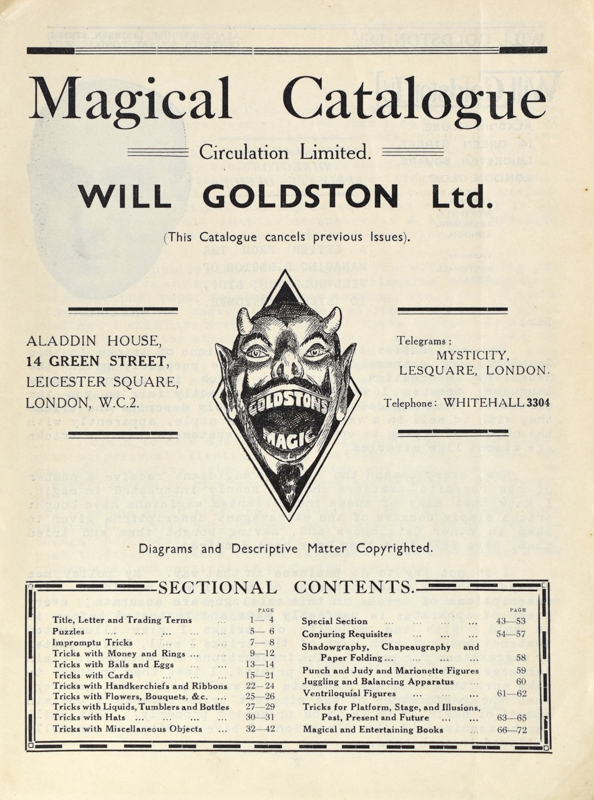 Magical Catalogue
Circulation Limited.
WILL GOLDSTON Ltd.
(This Catalogue cancels previous Issues).
ALADDIN HOUSE,
14 GREEN STREET,
LEICESTER SQUARE,
LONDON, W.C.2.
GOLDSTONS
MAGIC
Telegrams:
MYSTICITY,
LESQUARE, LONDON.
Telephone: WHITEHALL 3304
Diagrams and Descriptive Matter Copyrighted.
SECTIONAL CONTENTS.
PAGE
Title, Letter and Trading Terms ... 1—4
Puzzles ... ... ... ... 5—6
Impromptu Tricks ... ... 7—8
Tricks with Money and Rings ... 9—12
Tricks with Balls and Eggs ... 13—14
Tricks with Cards ... ... 15—21
Tricks with Handkerchiefs and Ribbons 22—24
Tricks with Flowers, Bouquets, &c. ... 25—26
Tricks with Liquids, Tumblers and Bottles 27—29
Tricks with Hats ... ... ... 30—31
Tricks with Miscellaneous Objects ... 32—42
PAGE
Special Section ... ... ... 43—53
Conjuring Requisites ... ... 54—57
Shadowgraphy, Chapeaugraphy and
Paper Folding ... ... ... 58
Punch and Judy and Marionette Figures 59
Juggling and Balancing Apparatus 60
Ventriloquial Figures ... ... 61—62
Tricks for Platform, Stage, and Illusions,
Past, Present and Future ... ... 63—65
Magical and Entertaining Books ... 66—72